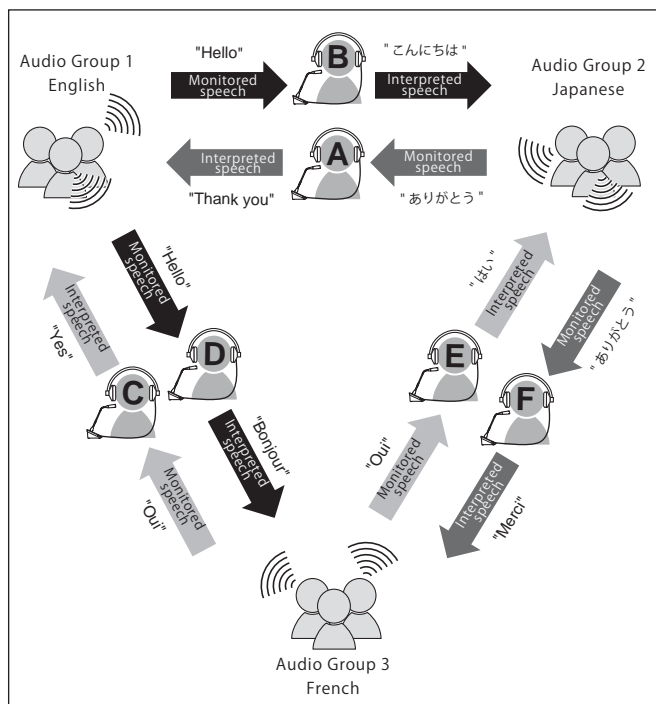 Audio Group 1
English
"Hello"
Monitored
speech
B
" こんにちは "
Interpreted
speech
Audio Group 2
Japanese
Interpreted
speech
"Thank you"
A
Monitored
speech
" ありがとう "
"Hello"
Monitored
speech
Interpreted
speech
"Yes"
D
C
"Bonjour"
Interpreted
speech
Monitored
speech
"Oui"
" はい "
Interpreted
speech
Monitored
speech
" ありがとう "
E
F
"Oui"
Monitored
speech
Interpreted
speech
"Merci"
Audio Group 3
French